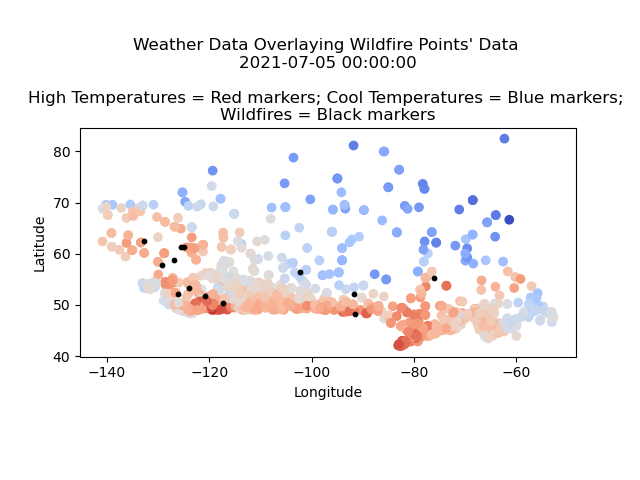 Weather Data Overlaying Wildfire Points' Data
2021-07-05 00:00:00
High Temperatures = Red markers; Cool Temperatures = Blue markers;
Wildfires = Black markers
80
70
60
50
40
Latitude
−140 −120 −100 −80 −60
Longitude